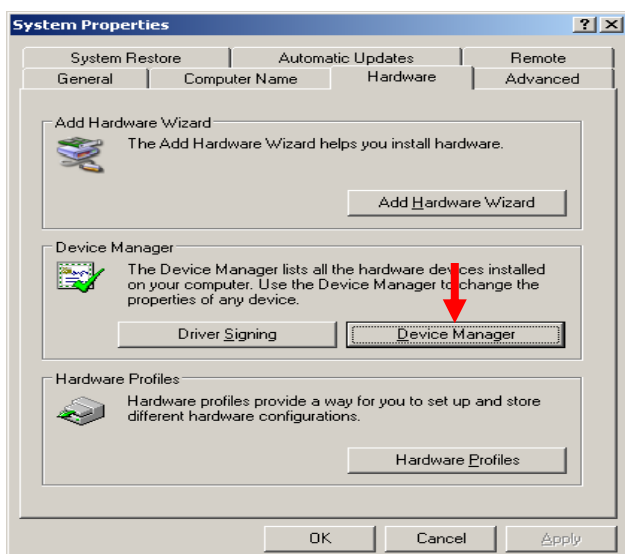 System Properties
System Restore Automatic Updates Remote
General Computer Name Hardware Advanced
Add Hardware Wizard
The Add Hardware Wizard helps you install hardware.
Add Hardware Wizard
Device Manager
The Device Manager lists all the hardware devices installed
on your computer. Use the Device Manager to change the
properties of any device.
Driver Signing Device Manager
Hardware Profiles
Hardware profiles provide a way for you to set up and store
different hardware configurations.
Hardware Profiles
OK Cancel Apply